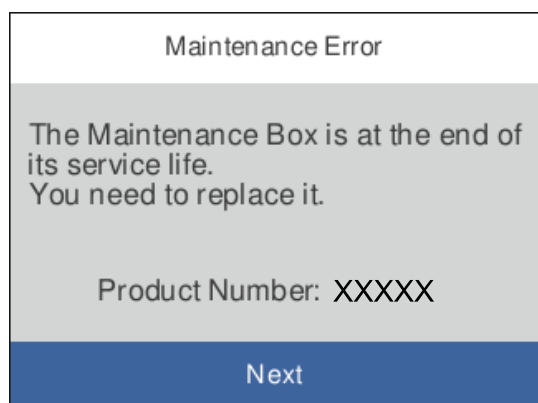 Maintenance Error
The Maintenance Box is at the end of
its service life.
You need to replace it.
Product Number: XXXXX
Next